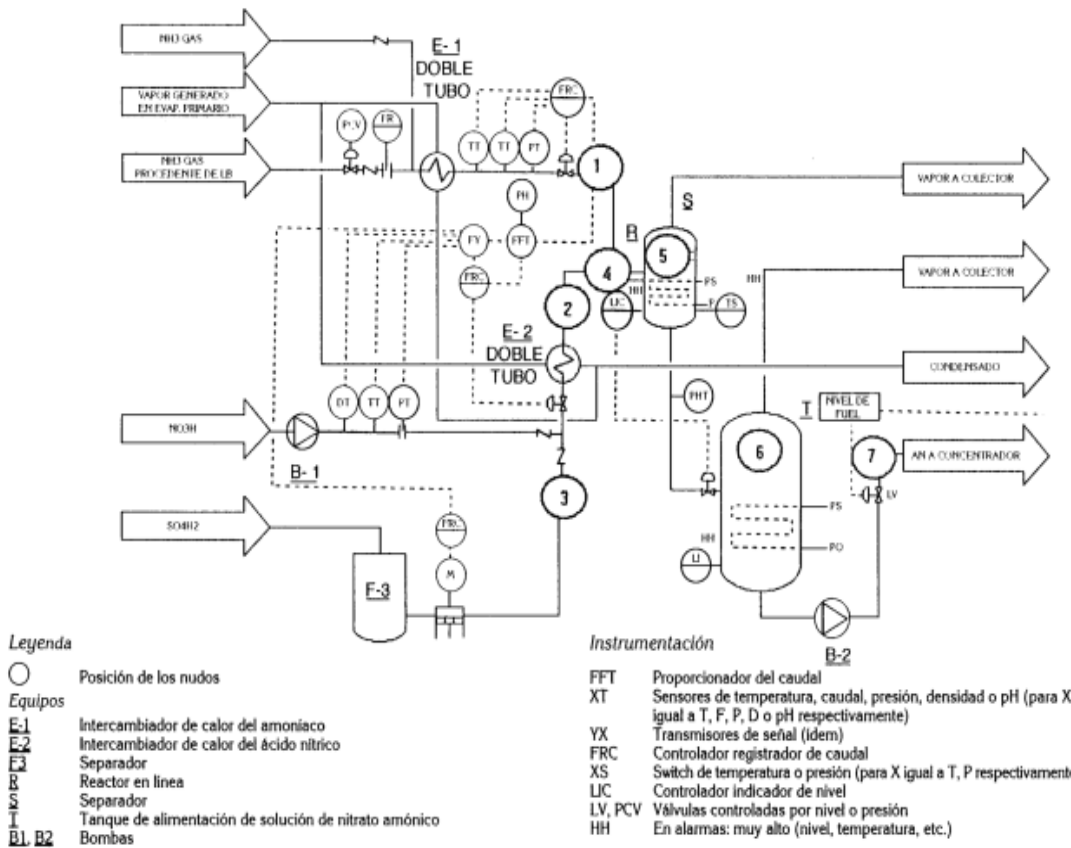 NH3 GAS
E-1
DOBLE
TUBO
FRC
VAPOR GENERADO
EN EVAP. PRIMARIO
PCV
FR
TT
TT
PT
NH3 GAS
PROCEDENTE DE LB
1
S
VAPOR A COLECTOR
PH
R
FY
FFT
5
4
PS
HH
VAPOR A COLECTOR
FRC
HH
LIC
P
TS
2
E-2
DOBLE
TUBO
CONDENSADO
DT
TT
PT
PHT
T
NIVEL DE
FUEL
NO3H
6
7
AN A CONCENTRADOR
B-1
3
LV
PS
SO4H2
FRC
HH
PO
LI
M
F-3
B-2
Leyenda
Posición de los nudos
Equipos
E-1 Intercambiador de calor del amoníaco
E-2 Intercambiador de calor del ácido nítrico
F3 Separador
R Reactor en línea
S Separador
T Tanque de alimentación de solución de nitrato amónico
B1, B2 Bombas
Instrumentación
FFT Proporcionador del caudal
XT Sensores de temperatura, caudal, presión, densidad o pH (para X
igual a T, F, P, D o pH respectivamente)
YX Transmisores de señal (ídem)
FRC Controlador registrador de caudal
XS Switch de temperatura o presión (para X igual a T, P respectivament
LIC Controlador indicador de nivel
LV, PCV Válvulas controladas por nivel o presión
HH En alarmas: muy alto (nivel, temperatura, etc.)